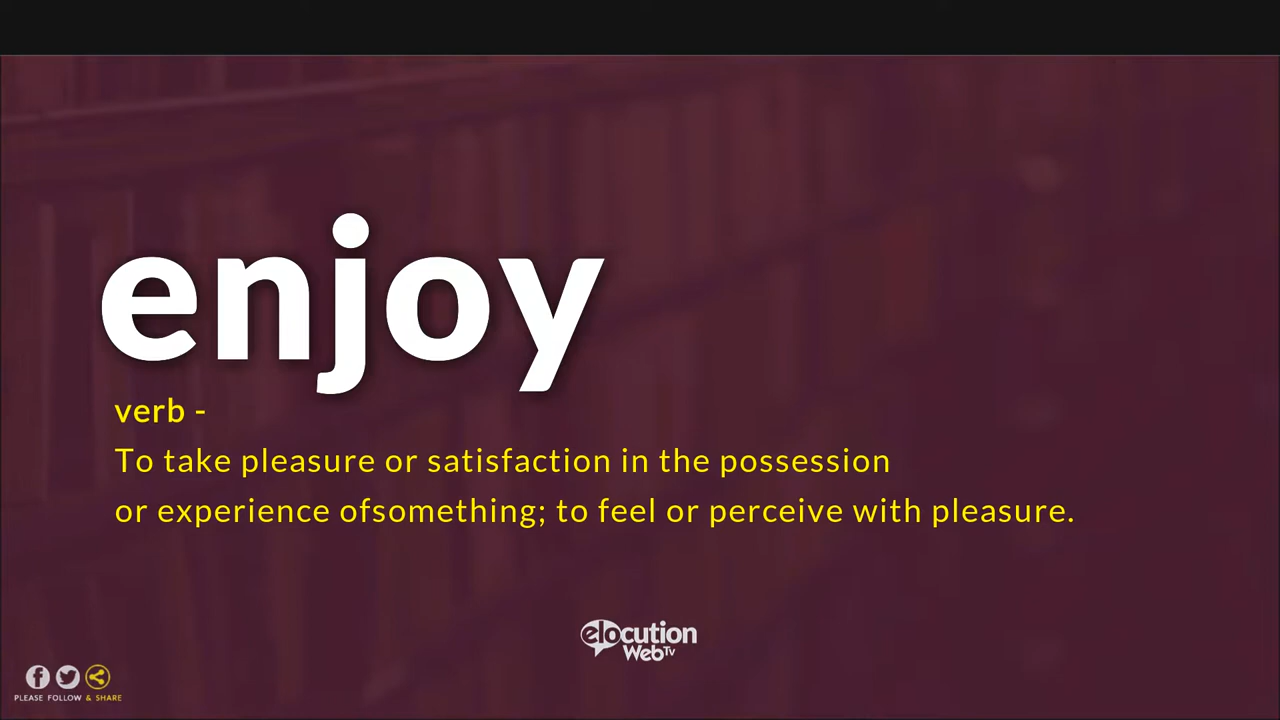 enjoy
verb -
To take pleasure or satisfaction in the possession
or experience ofsomething; to feel or perceive with pleasure.
elocution
WebTv
PLEASE FOLLOW & SHARE